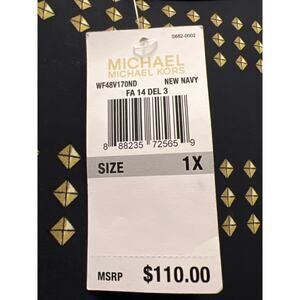 S682-0002
MICHAEL
MICHAEL KORS
WF48V170ND NEW NAVY
FA 14 DEL 3
8 88235 72565 9
SIZE 1X
MSRP $110.00